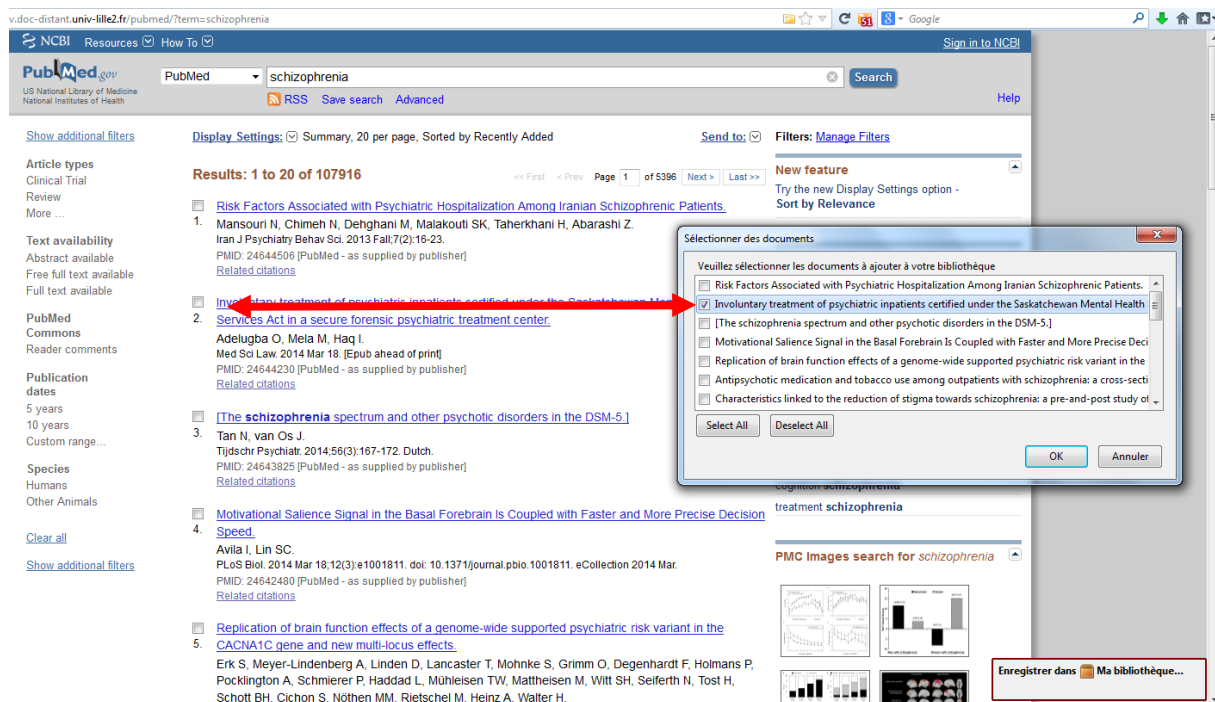 v.doc-distant.univ-lille2.fr/pubmed/?term=schizophrenia
51
Google
NCBI Resources How To
Sign in to NCBI
PubMed.gov
US National Library of Medicine
National Institutes of Health
PubMed
schizophrenia
Search
RSS Save search Advanced
Help
Show additional filters
Article types
Clinical Trial
Review
More ...
Text availability
Abstract available
Free full text available
Full text available
PubMed
Commons
Reader comments
Publication
dates
5 years
10 years
Custom range...
Species
Humans
Other Animals
Clear all
Show additional filters
Display Settings: Summary, 20 per page, Sorted by Recently Added
Send to:
Results: 1 to 20 of 107916
<< First < Prev Page 1 of 5396 Next > Last >>
Risk Factors Associated with Psychiatric Hospitalization Among Iranian Schizophrenic Patients.
1. Mansouri N, Chimeh N, Dehghani M, Malakouti SK, Taherkhani H, Abarashi Z.
Iran J Psychiatry Behav Sci. 2013 Fall;7(2):16-23.
PMID: 24644506 [PubMed - as supplied by publisher]
Related citations
Involuntary treatment of psychiatric inpatients certified under the Saskatchewan Men
2. Services Act in a secure forensic psychiatric treatment center.
Adelugba O, Mela M, Haq I.
Med Sci Law. 2014 Mar 18. [Epub ahead of print]
PMID: 24644230 [PubMed - as supplied by publisher]
Related citations
[The schizophrenia spectrum and other psychotic disorders in the DSM-5.]
3. Tan N, van Os J.
Tijdschr Psychiatr. 2014;56(3):167-172. Dutch.
PMID: 24643825 [PubMed - as supplied by publisher]
Related citations
Motivational Salience Signal in the Basal Forebrain Is Coupled with Faster and More Precise Decision
4. Speed.
Avila I, Lin SC.
PLoS Biol. 2014 Mar 18;12(3):e1001811. doi: 10.1371/journal.pbio.1001811. eCollection 2014 Mar.
PMID: 24642480 [PubMed - as supplied by publisher]
Related citations
Replication of brain function effects of a genome-wide supported psychiatric risk variant in the
5. CACNA1C gene and new multi-locus effects.
Erk S, Meyer-Lindenberg A, Linden D, Lancaster T, Mohnke S, Grimm O, Degenhardt F, Holmans P,
Pocklington A, Schmierer P, Haddad L, Mühleisen TW, Mattheisen M, Witt SH, Seiferth N, Tost H,
Schott BH, Cichon S, Nöthen MM, Rietschel M, Heinz A, Walter H.
Filters: Manage Filters
New feature
Try the new Display Settings option -
Sort by Relevance
Sélectionner des documents
Veuillez sélectionner les documents à ajouter à votre bibliothèque
Risk Factors Associated with Psychiatric Hospitalization Among Iranian Schizophrenic Patients.
Involuntary treatment of psychiatric inpatients certified under the Saskatchewan Mental Health
[The schizophrenia spectrum and other psychotic disorders in the DSM-5.]
Motivational Salience Signal in the Basal Forebrain Is Coupled with Faster and More Precise Deci
Replication of brain function effects of a genome-wide supported psychiatric risk variant in the
Antipsychotic medication and tobacco use among outpatients with schizophrenia: a cross-secti
Characteristics linked to the reduction of stigma towards schizophrenia: a pre-and-post study of
Select All Deselect All
OK Annuler
cognition schizophrenia
treatment schizophrenia
PMC Images search for schizophrenia
Enregistrer dans Ma bibliothèque...